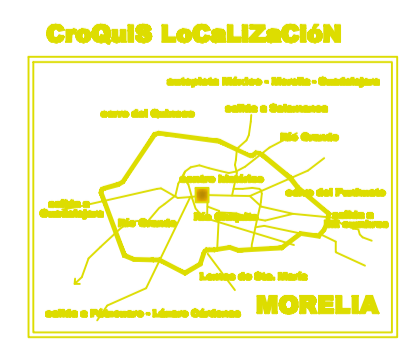 CroQuiS LoCaLIZaCIóN
autopista México - Morelia - Guadalajara
salida a Salamanca
cerro del Quinceo
Río Grande
centro histórico
cerro del Punhuato
salida a
Guadalajara
salida a
mil cumbres
Río Grande
Río Chiquito
Lomas de Sta. María
MORELIA
salida a Pátzcuaro - Lázaro Cárdenas